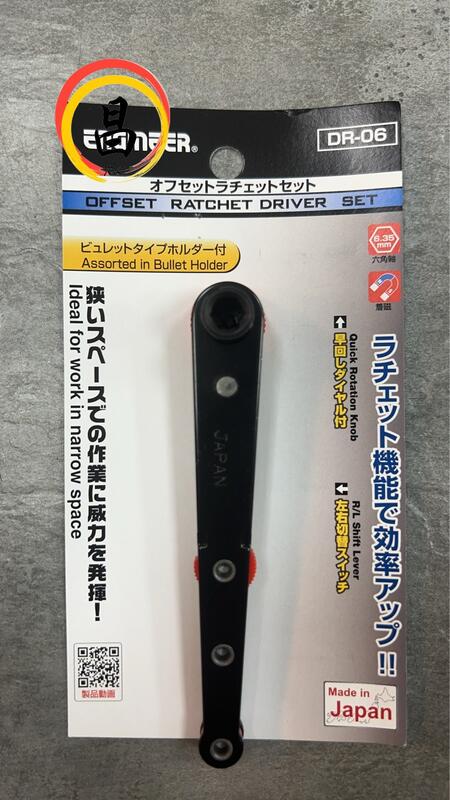 昌
ENGINEER®
DR-06
オフセットラチェットセット
OFFSET RATCHET DRIVER SET
ビュレットタイプホルダー付
Assorted in Bullet Holder
6.35
mm
六角軸
着磁
狭いスペースでの作業に威力を発揮!
Ideal for work in narrow space
JAPAN
Quick Rotation Knob
早回しダイヤル付
R/L Shift Lever
左右切替スイッチ
ラチェット機能で効率アップ!!
製品動画
Made in
Japan